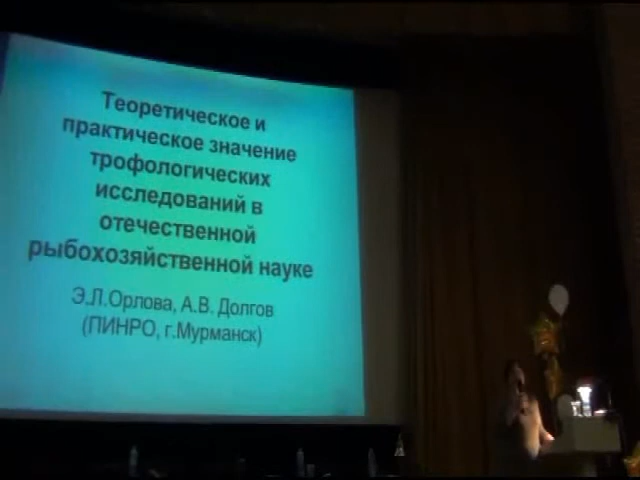 Теоретическое и
практическое значение
трофологических
исследований в
отечественной
рыбохозяйственной науке
Э.Л.Орлова, А.В. Долгов
(ПИНРО, г.Мурманск)